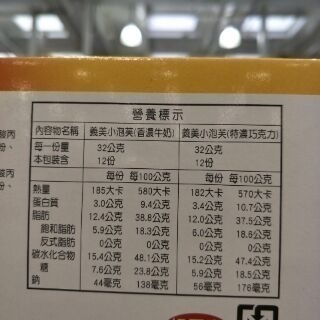 營養標示
內容物名稱 義美小泡芙(首濃牛奶) 義美小泡芙(特濃巧克力)
每一份量 32公克 32公克
本包裝含 12份 12份
每份 每100公克 每份 每100公克
熱量 185大卡 580大卡 182大卡 570大卡
蛋白質 3.0公克 9.4公克 3.4公克 10.7公克
脂肪 12.4公克 38.8公克 12.0公克 37.5公克
飽和脂肪 5.9公克 18.3公克 6.0公克 18.8公克
反式脂肪 0公克 0公克 0公克 0公克
碳水化合物 15.4公克 48.1公克 15.2公克 47.4公克
糖 7.6公克 23.8公克 5.9公克 18.5公克
鈉 44毫克 138毫克 56毫克 176毫克
酸丙
份、
酸丙
份、